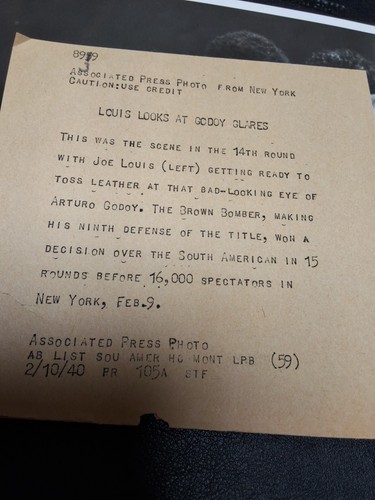 8979
ASSOCIATED PRESS PHOTO FROM NEW YORK
CAUTION:USE CREDIT
LOUIS LOOKS AT GODOY GLARES
THIS WAS THE SCENE IN THE 14TH ROUND
WITH JOE LOUIS (LEFT) GETTING READY TO
TOSS LEATHER AT THAT BAD-LOOKING EYE OF
ARTURO GODOY. THE BROWN BOMBER, MAKING
HIS NINTH DEFENSE OF THE TITLE, WON A
DECISION OVER THE SOUTH AMERICAN IN 15
ROUNDS BEFORE 16,000 SPECTATORS IN
NEW YORK, FEB.9.
ASSOCIATED PRESS PHOTO
AB LIST SOU AMER HO MONT LPB (59)
2/10/40 PR 105A STF